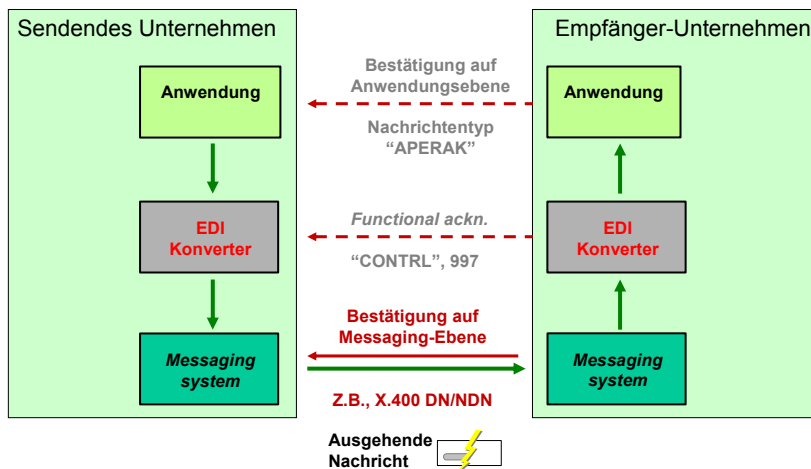 Sendendes Unternehmen
Empfänger-Unternehmen
Anwendung
Bestätigung auf
Anwendungsebene
Nachrichtentyp
“APERAK”
Anwendung
EDI
Konverter
Functional ackn.
“CONTRL”, 997
EDI
Konverter
Messaging
system
Bestätigung auf
Messaging-Ebene
Z.B., X.400 DN/NDN
Messaging
system
Ausgehende
Nachricht